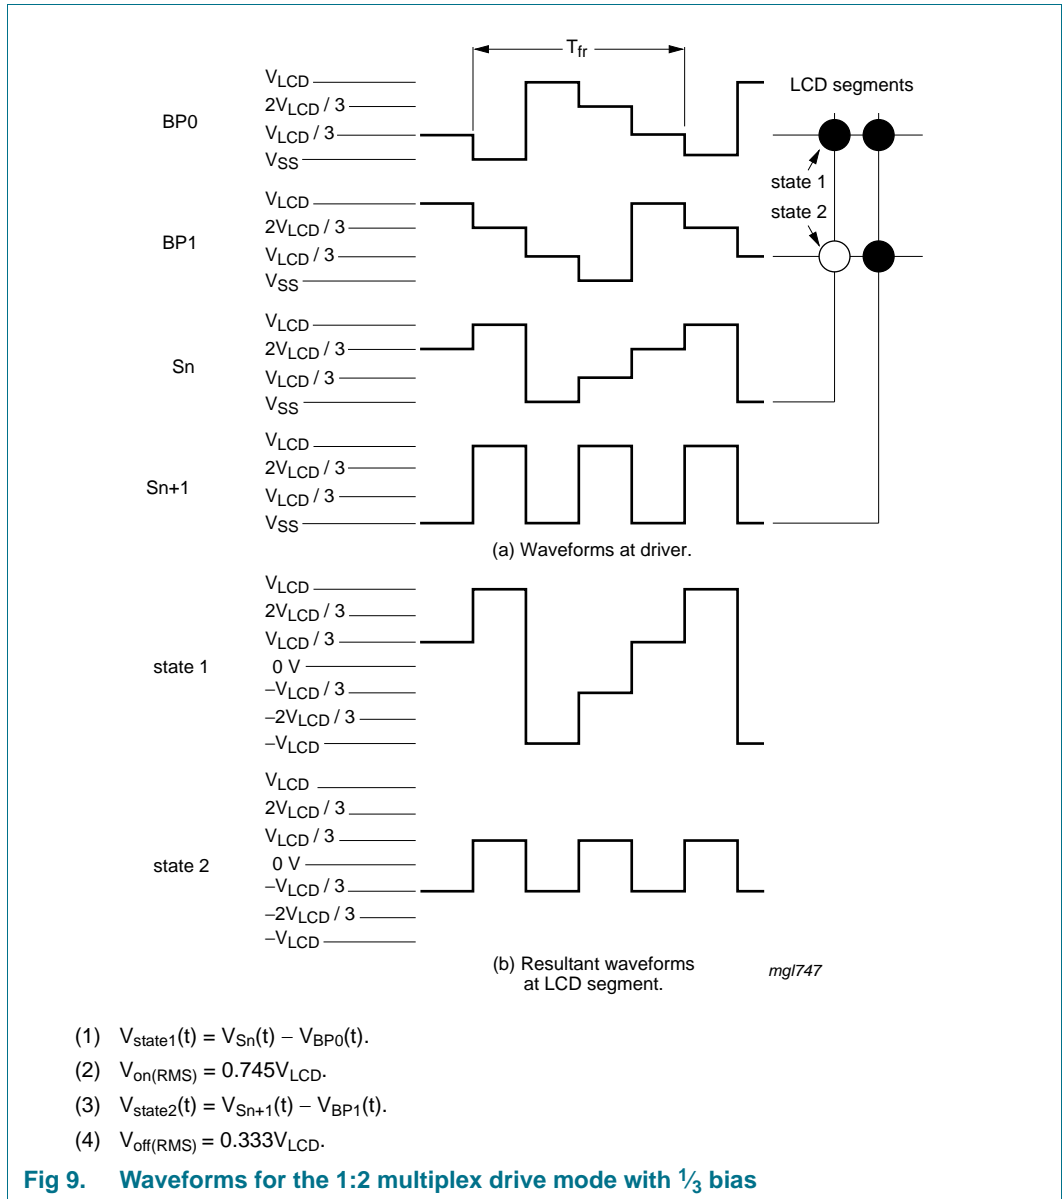 T_fr
V_LCD
2V_LCD / 3
BP0
V_LCD / 3
V_SS
LCD segments
state 1
state 2
V_LCD
2V_LCD / 3
BP1
V_LCD / 3
V_SS
V_LCD
2V_LCD / 3
Sn
V_LCD / 3
V_SS
V_LCD
2V_LCD / 3
Sn+1
V_LCD / 3
V_SS
(a) Waveforms at driver.
V_LCD
2V_LCD / 3
V_LCD / 3
state 1
0 V
−V_LCD / 3
−2V_LCD / 3
−V_LCD
V_LCD
2V_LCD / 3
V_LCD / 3
state 2
0 V
−V_LCD / 3
−2V_LCD / 3
−V_LCD
(b) Resultant waveforms
at LCD segment.
mgl747
(1) V_state1(t) = V_Sn(t) − V_BP0(t).
(2) V_on(RMS) = 0.745V_LCD.
(3) V_state2(t) = V_Sn+1(t) − V_BP1(t).
(4) V_off(RMS) = 0.333V_LCD.
Fig 9. Waveforms for the 1:2 multiplex drive mode with 1⁄3 bias